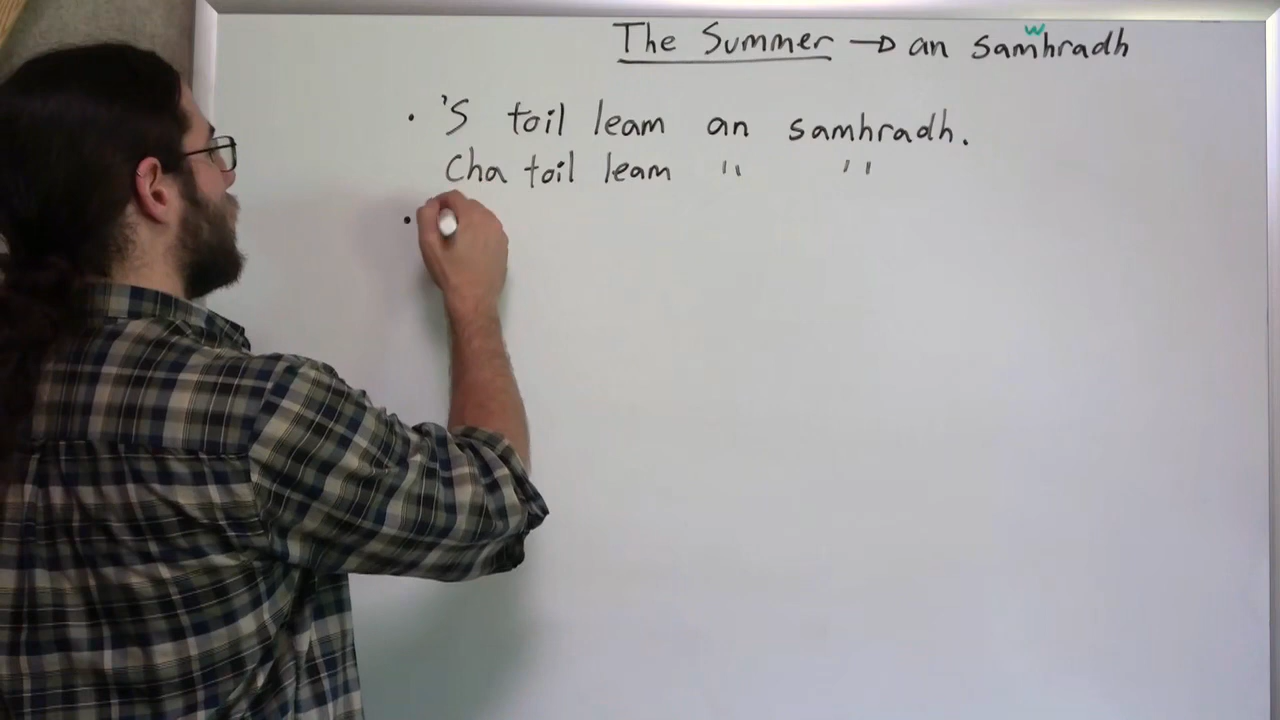 The Summer → an samhradh
w
• 'S toil leam an samhradh.
Cha toil leam " "
•